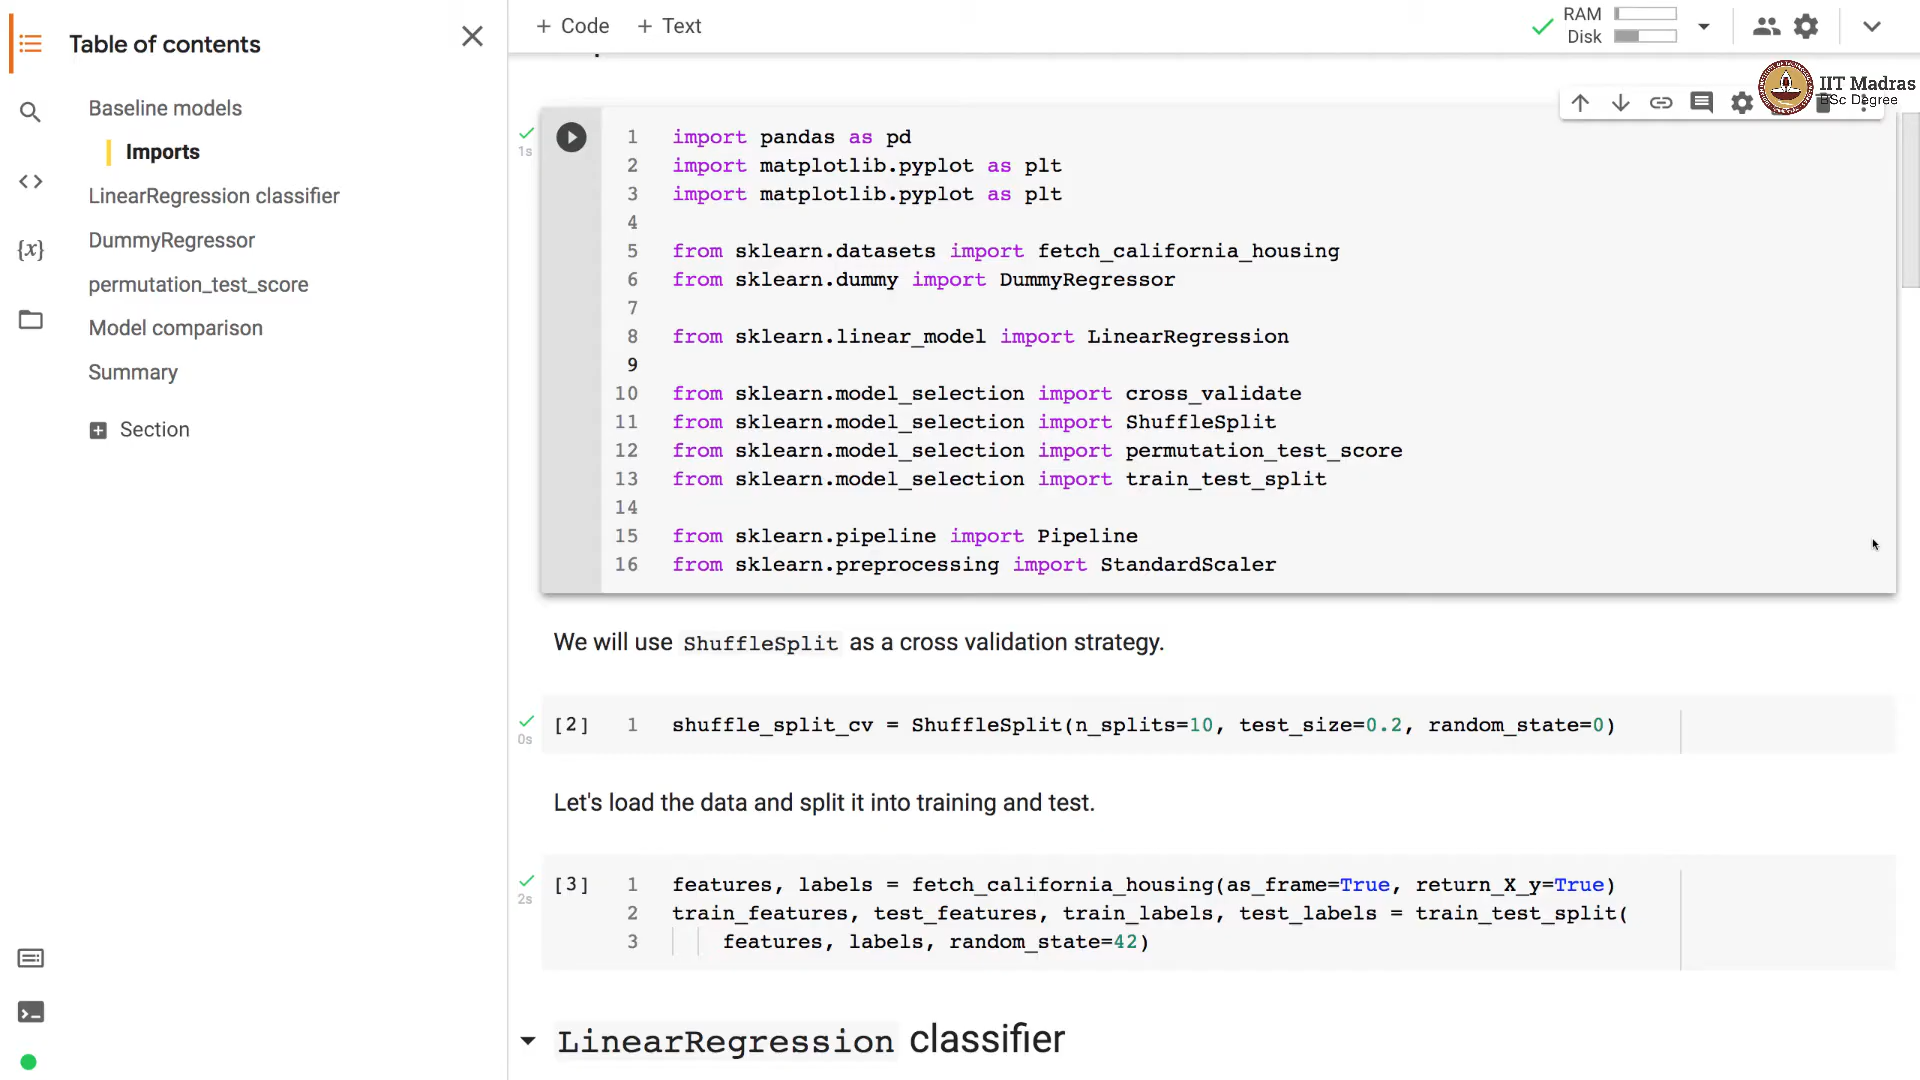 Table of contents
Baseline models
Imports
LinearRegression classifier
DummyRegressor
permutation_test_score
Model comparison
Summary
Section
+ Code + Text
RAM
Disk
IIT Madras
BSc Degree
1s
1 import pandas as pd
2 import matplotlib.pyplot as plt
3 import matplotlib.pyplot as plt
4
5 from sklearn.datasets import fetch_california_housing
6 from sklearn.dummy import DummyRegressor
7
8 from sklearn.linear_model import LinearRegression
9
10 from sklearn.model_selection import cross_validate
11 from sklearn.model_selection import ShuffleSplit
12 from sklearn.model_selection import permutation_test_score
13 from sklearn.model_selection import train_test_split
14
15 from sklearn.pipeline import Pipeline
16 from sklearn.preprocessing import StandardScaler
We will use ShuffleSplit as a cross validation strategy.
[2] 1 shuffle_split_cv = ShuffleSplit(n_splits=10, test_size=0.2, random_state=0)
0s
Let's load the data and split it into training and test.
[3] 1 features, labels = fetch_california_housing(as_frame=True, return_X_y=True)
2s
2 train_features, test_features, train_labels, test_labels = train_test_split(
3 features, labels, random_state=42)
LinearRegression classifier